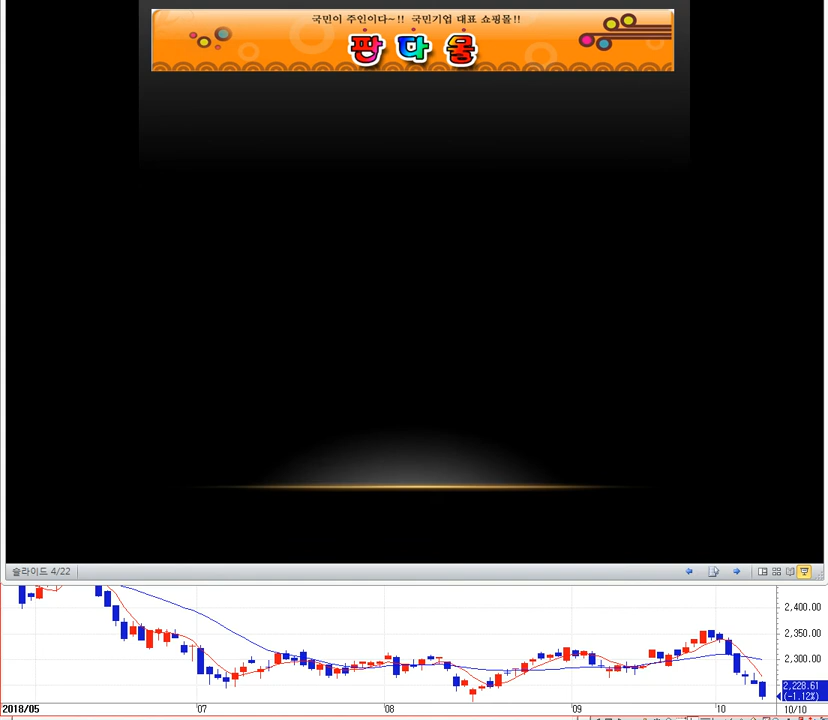 국민이 주인이다~!! 국민기업 대표 쇼핑몰!!
판다몰
슬라이드 4/22
2,400.00
2,350.00
2,300.00
2,228.61
(-1.12%)
2018/05 '07 '08 '09 '10 10/10